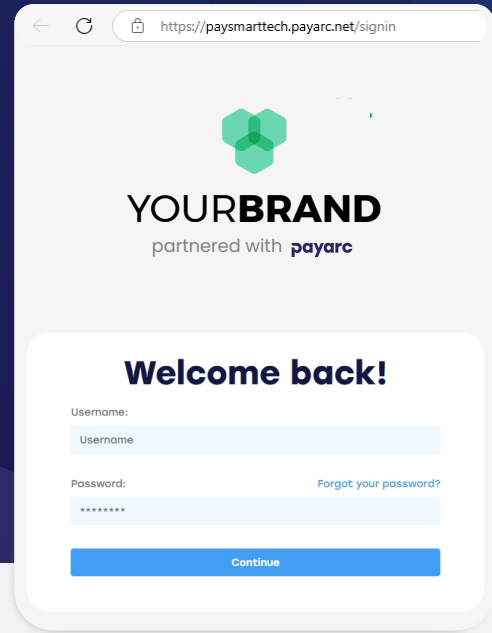 https://paysmarttech.payarc.net/signin
YOURBRAND
partnered with payarc
Welcome back!
Username:
Username
Password:
Forgot your password?
********
Continue